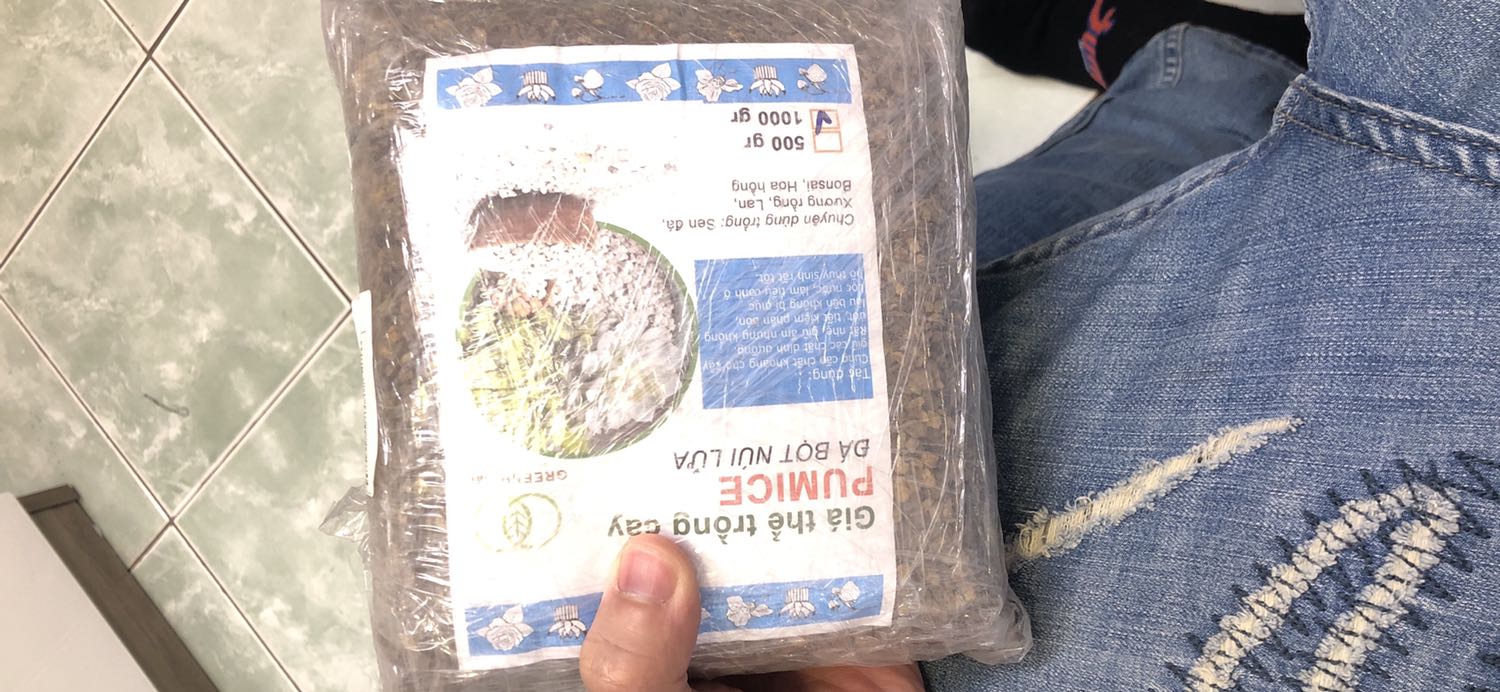 Giá thể trồng cây
PUMICE
ĐÁ BỌT NÚI LỬA
Tác dụng:
Cung cấp chất khoáng cho cây
giữ các chất dinh dưỡng.
Rất nhẹ, giữ ẩm nhưng không
ướt, tiết kiệm phân bón,
lâu bền không bị mục
Lọc nước, làm tiểu cảnh ở
hồ thủy sinh rất tốt.
Chuyên dùng trồng: Sen đá,
Xương rồng, Lan,
Bonsai, Hoa hồng
500 gr
1000 gr